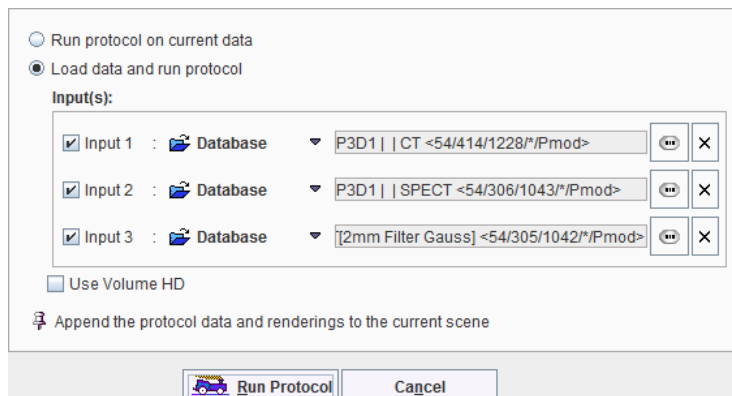 Run protocol on current data
Load data and run protocol
Input(s):
Input 1 : Database P3D1 | | CT <54/414/1228/*/Pmod>
Input 2 : Database P3D1 | | SPECT <54/306/1043/*/Pmod>
Input 3 : Database [2mm Filter Gauss] <54/305/1042/*/Pmod>
Use Volume HD
Append the protocol data and renderings to the current scene
Run Protocol Cancel